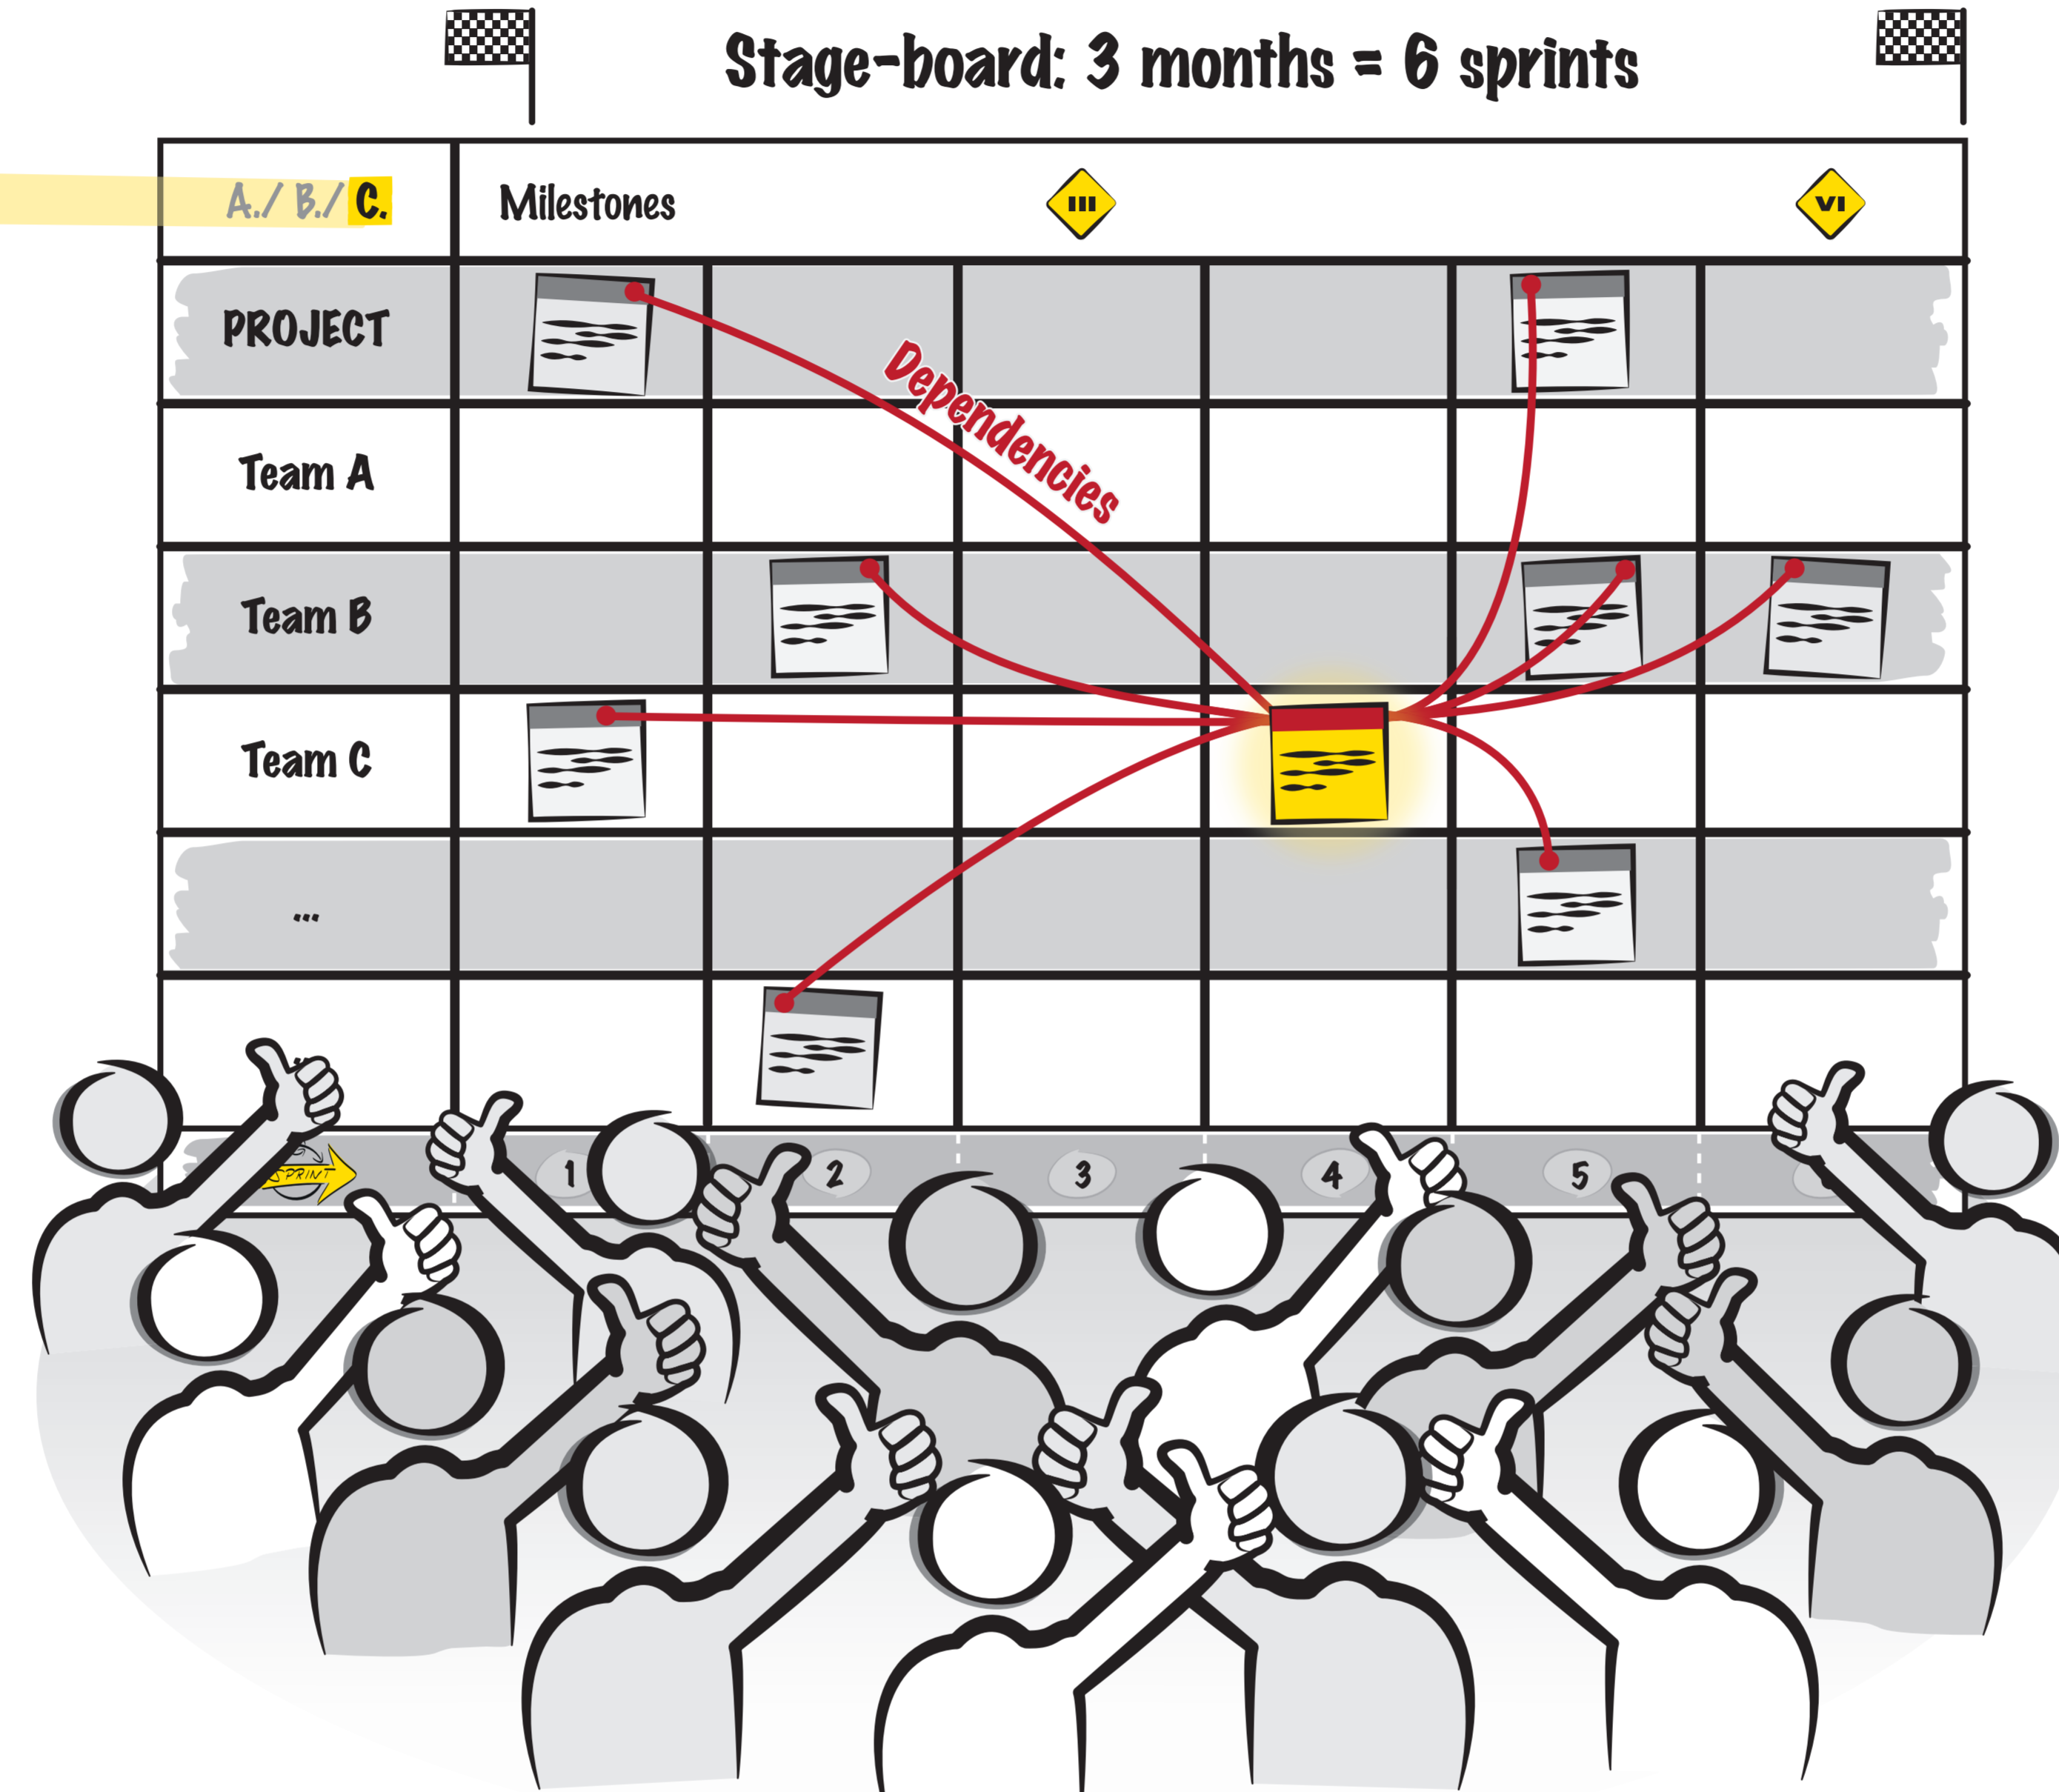 Stage-board: 3 months = 6 sprints
A./ B./ C.
Milestones
III
VI
PROJECT
Dependencies
Team A
Team B
Team C
...
SPRINT
1
2
3
4
5